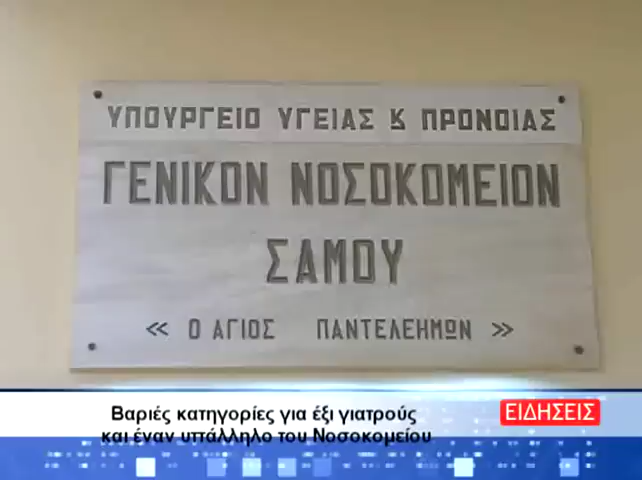 ΥΠΟΥΡΓΕΙΟ ΥΓΕΙΑΣ & ΠΡΟΝΟΙΑΣ
ΓΕΝΙΚΟΝ ΝΟΣΟΚΟΜΕΙΟΝ
ΣΑΜΟΥ
« Ο ΑΓΙΟΣ ΠΑΝΤΕΛΕΗΜΩΝ »
Βαριές κατηγορίες για έξι γιατρούς
και έναν υπάλληλο του Νοσοκομείου
ΕΙΔΗΣΕΙΣ